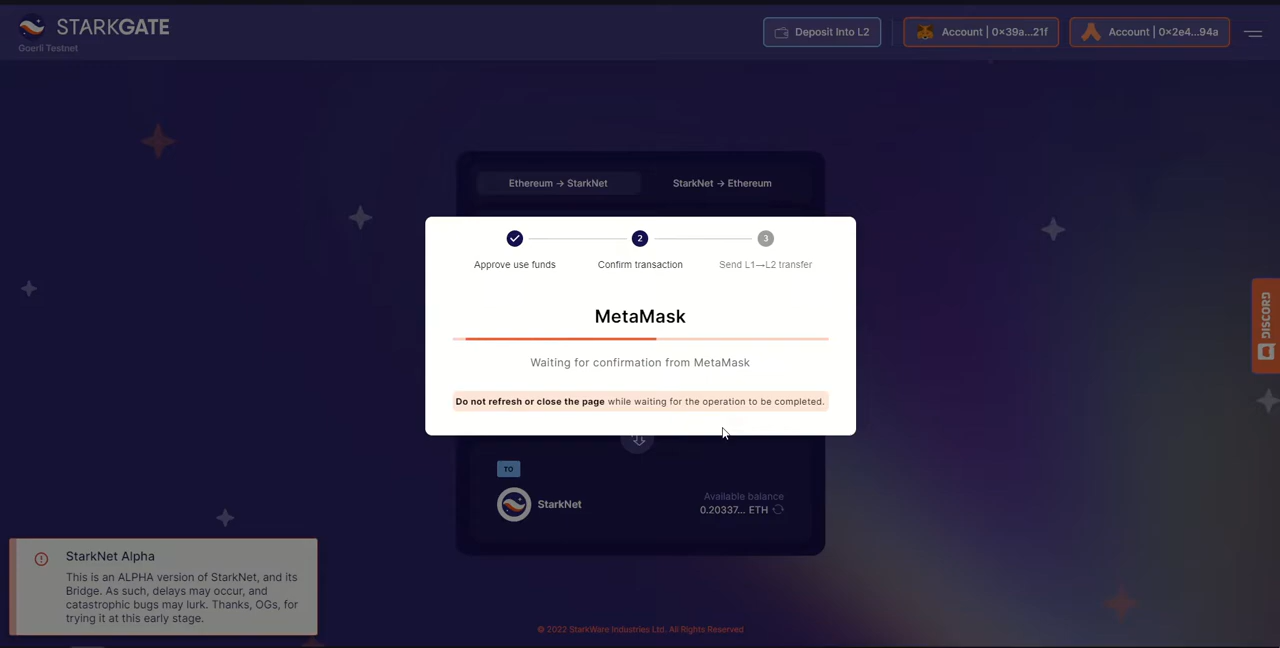 STARKGATE
Goerli Testnet
Deposit Into L2
Account | 0×39a...21f
Account | 0×2e4...94a
Ethereum → StarkNet
StarkNet → Ethereum
2
3
Approve use funds
Confirm transaction
Send L1→L2 transfer
MetaMask
Waiting for confirmation from MetaMask
Do not refresh or close the page while waiting for the operation to be completed.
DISCORD
TO
StarkNet
Available balance
0.20337... ETH
StarkNet Alpha
This is an ALPHA version of StarkNet, and its
Bridge. As such, delays may occur, and
catastrophic bugs may lurk. Thanks, OGs, for
trying it at this early stage.
© 2022 StarkWare Industries Ltd. All Rights Reserved